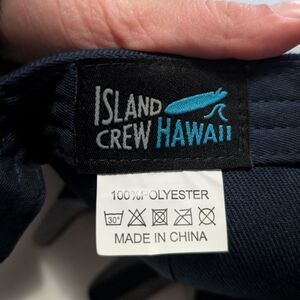 ISLAND
CREW HAWAII
100%POLYESTER
30°
MADE IN CHINA